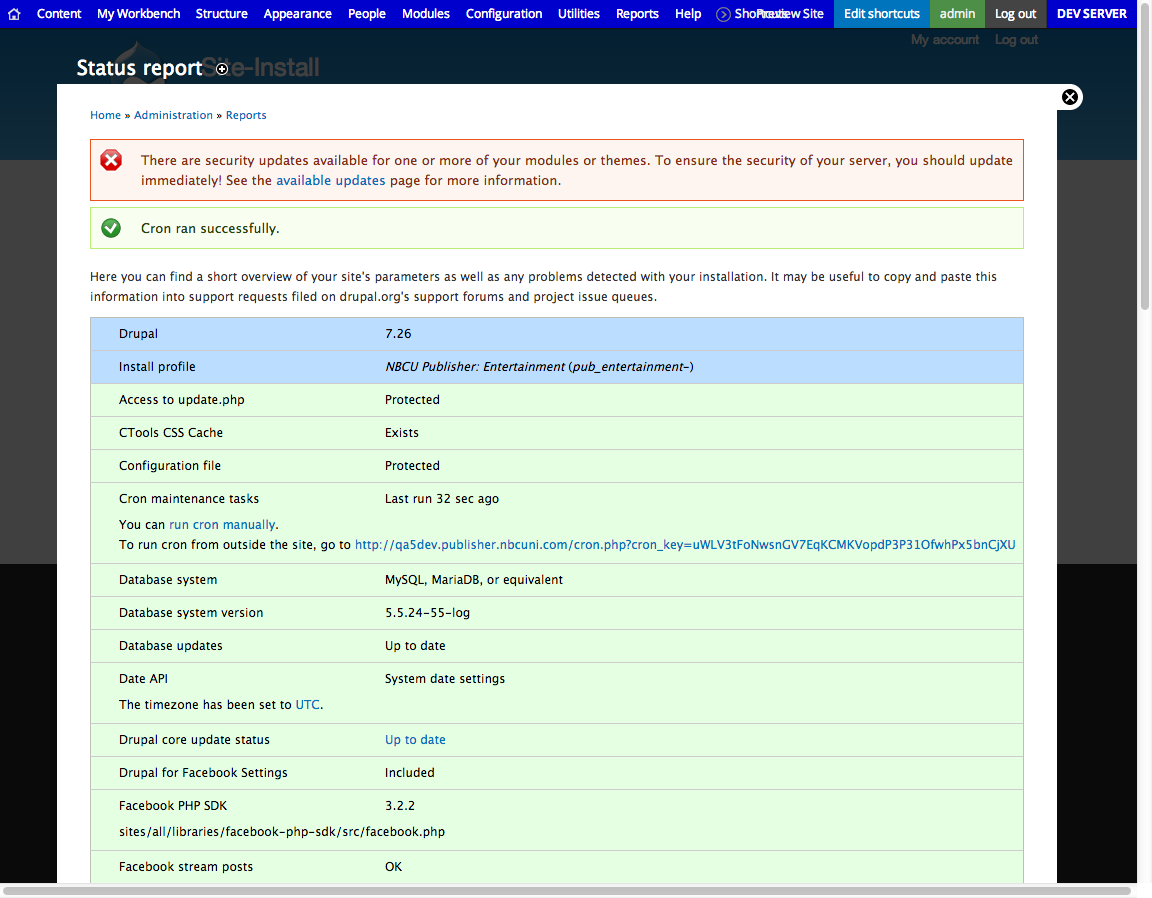 Content My Workbench Structure Appearance People Modules Configuration Utilities Reports Help Preview Site Edit shortcuts admin Log out DEV SERVER
My account Log out
Status report Site-Install
Home » Administration » Reports
There are security updates available for one or more of your modules or themes. To ensure the security of your server, you should update
immediately! See the available updates page for more information.
Cron ran successfully.
Here you can find a short overview of your site's parameters as well as any problems detected with your installation. It may be useful to copy and paste this
information into support requests filed on drupal.org's support forums and project issue queues.
Drupal 7.26
Install profile NBCU Publisher: Entertainment (pub_entertainment-)
Access to update.php Protected
CTools CSS Cache Exists
Configuration file Protected
Cron maintenance tasks Last run 32 sec ago
You can run cron manually.
To run cron from outside the site, go to http://qa5dev.publisher.nbcuni.com/cron.php?cron_key=uWLV3tFoNwsnGV7EqKCMKVopdP3P31OfwhPx5bnCjXU
Database system MySQL, MariaDB, or equivalent
Database system version 5.5.24-55-log
Database updates Up to date
Date API System date settings
The timezone has been set to UTC.
Drupal core update status Up to date
Drupal for Facebook Settings Included
Facebook PHP SDK 3.2.2
sites/all/libraries/facebook-php-sdk/src/facebook.php
Facebook stream posts OK